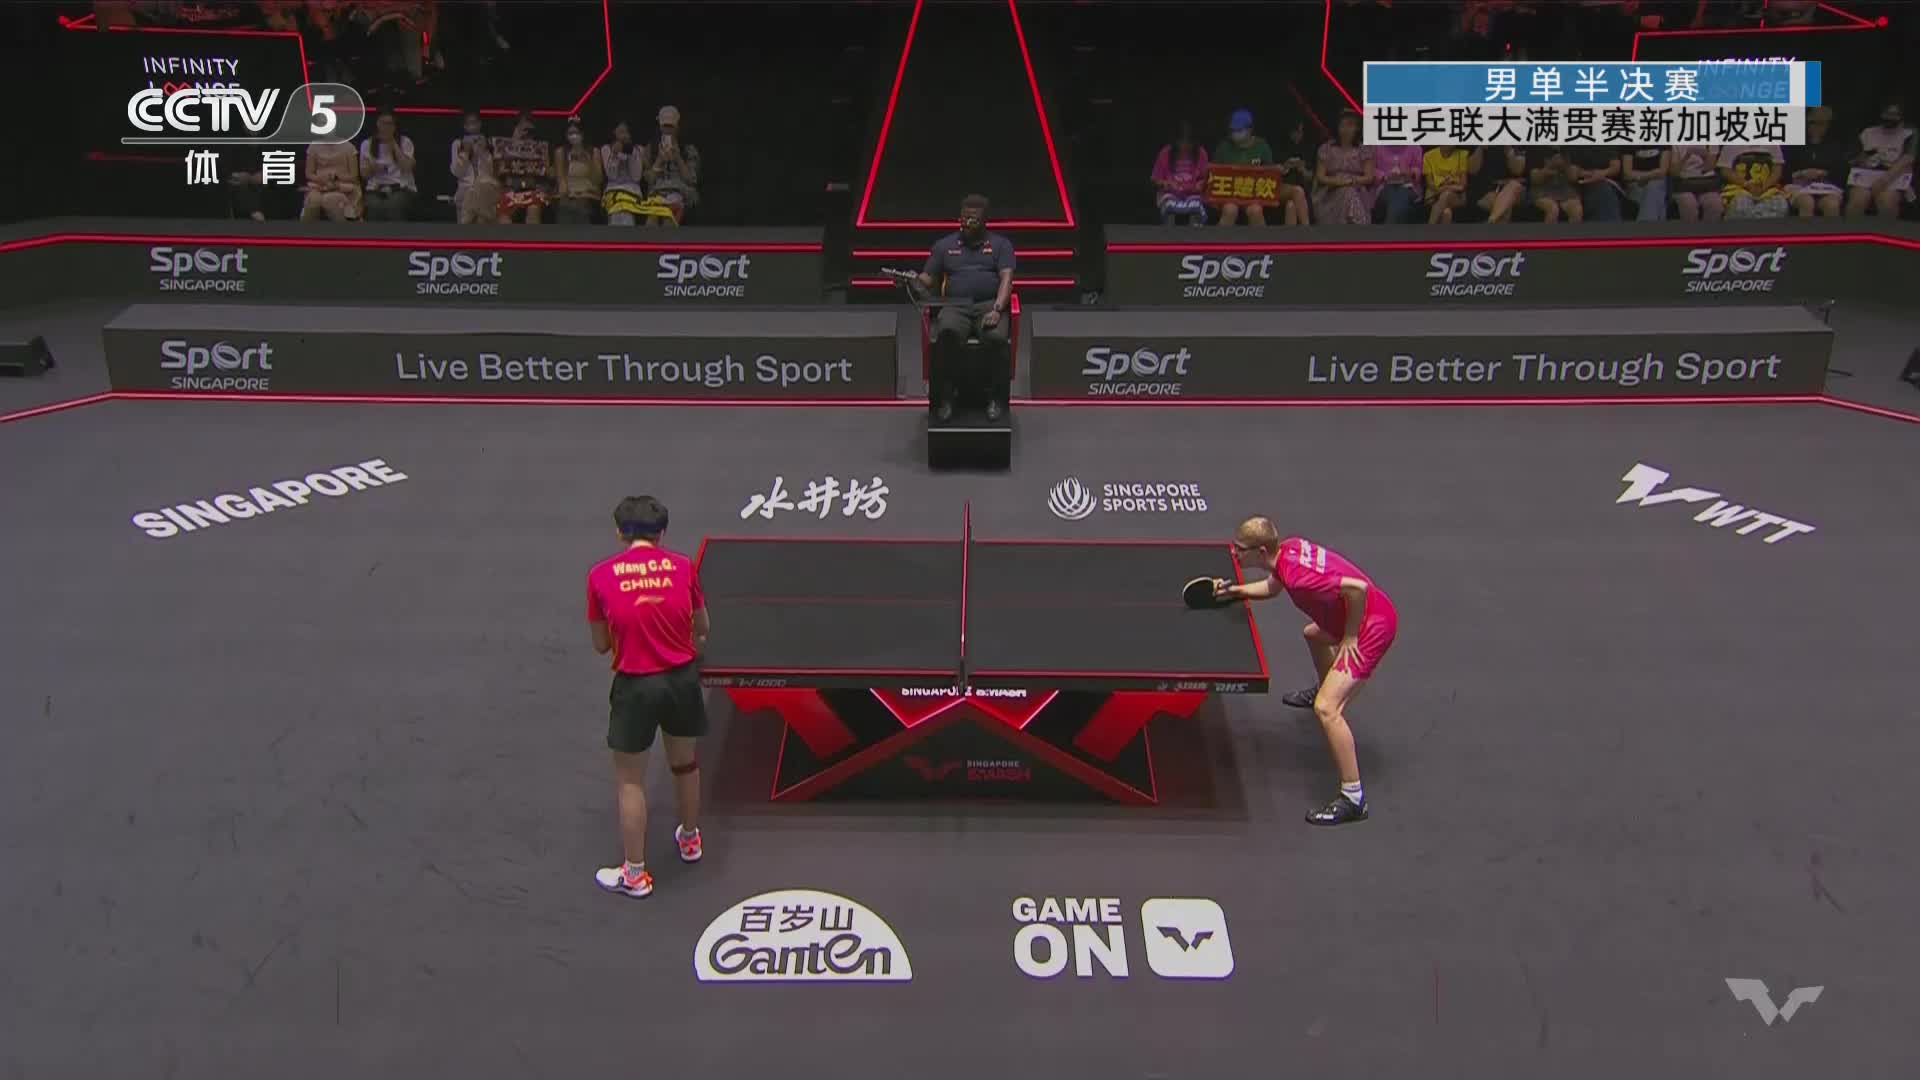 INFINITY
CCTV 5
体育
INFINITY
男单半决赛
世乒联大满贯赛新加坡站
王楚钦
Sport
SINGAPORE
Sport
SINGAPORE
Sport
SINGAPORE
Sport
SINGAPORE
Sport
SINGAPORE
Sport
SINGAPORE
Sport
SINGAPORE
Live Better Through Sport
Sport
SINGAPORE
Live Better Through Sport
SINGAPORE
水井坊
SINGAPORE
SPORTS HUB
WTT
Wang C.Q.
CHINA
SINGAPORE SMASH
SINGAPORE
SMASH
百岁山
Ganten
GAME
ON